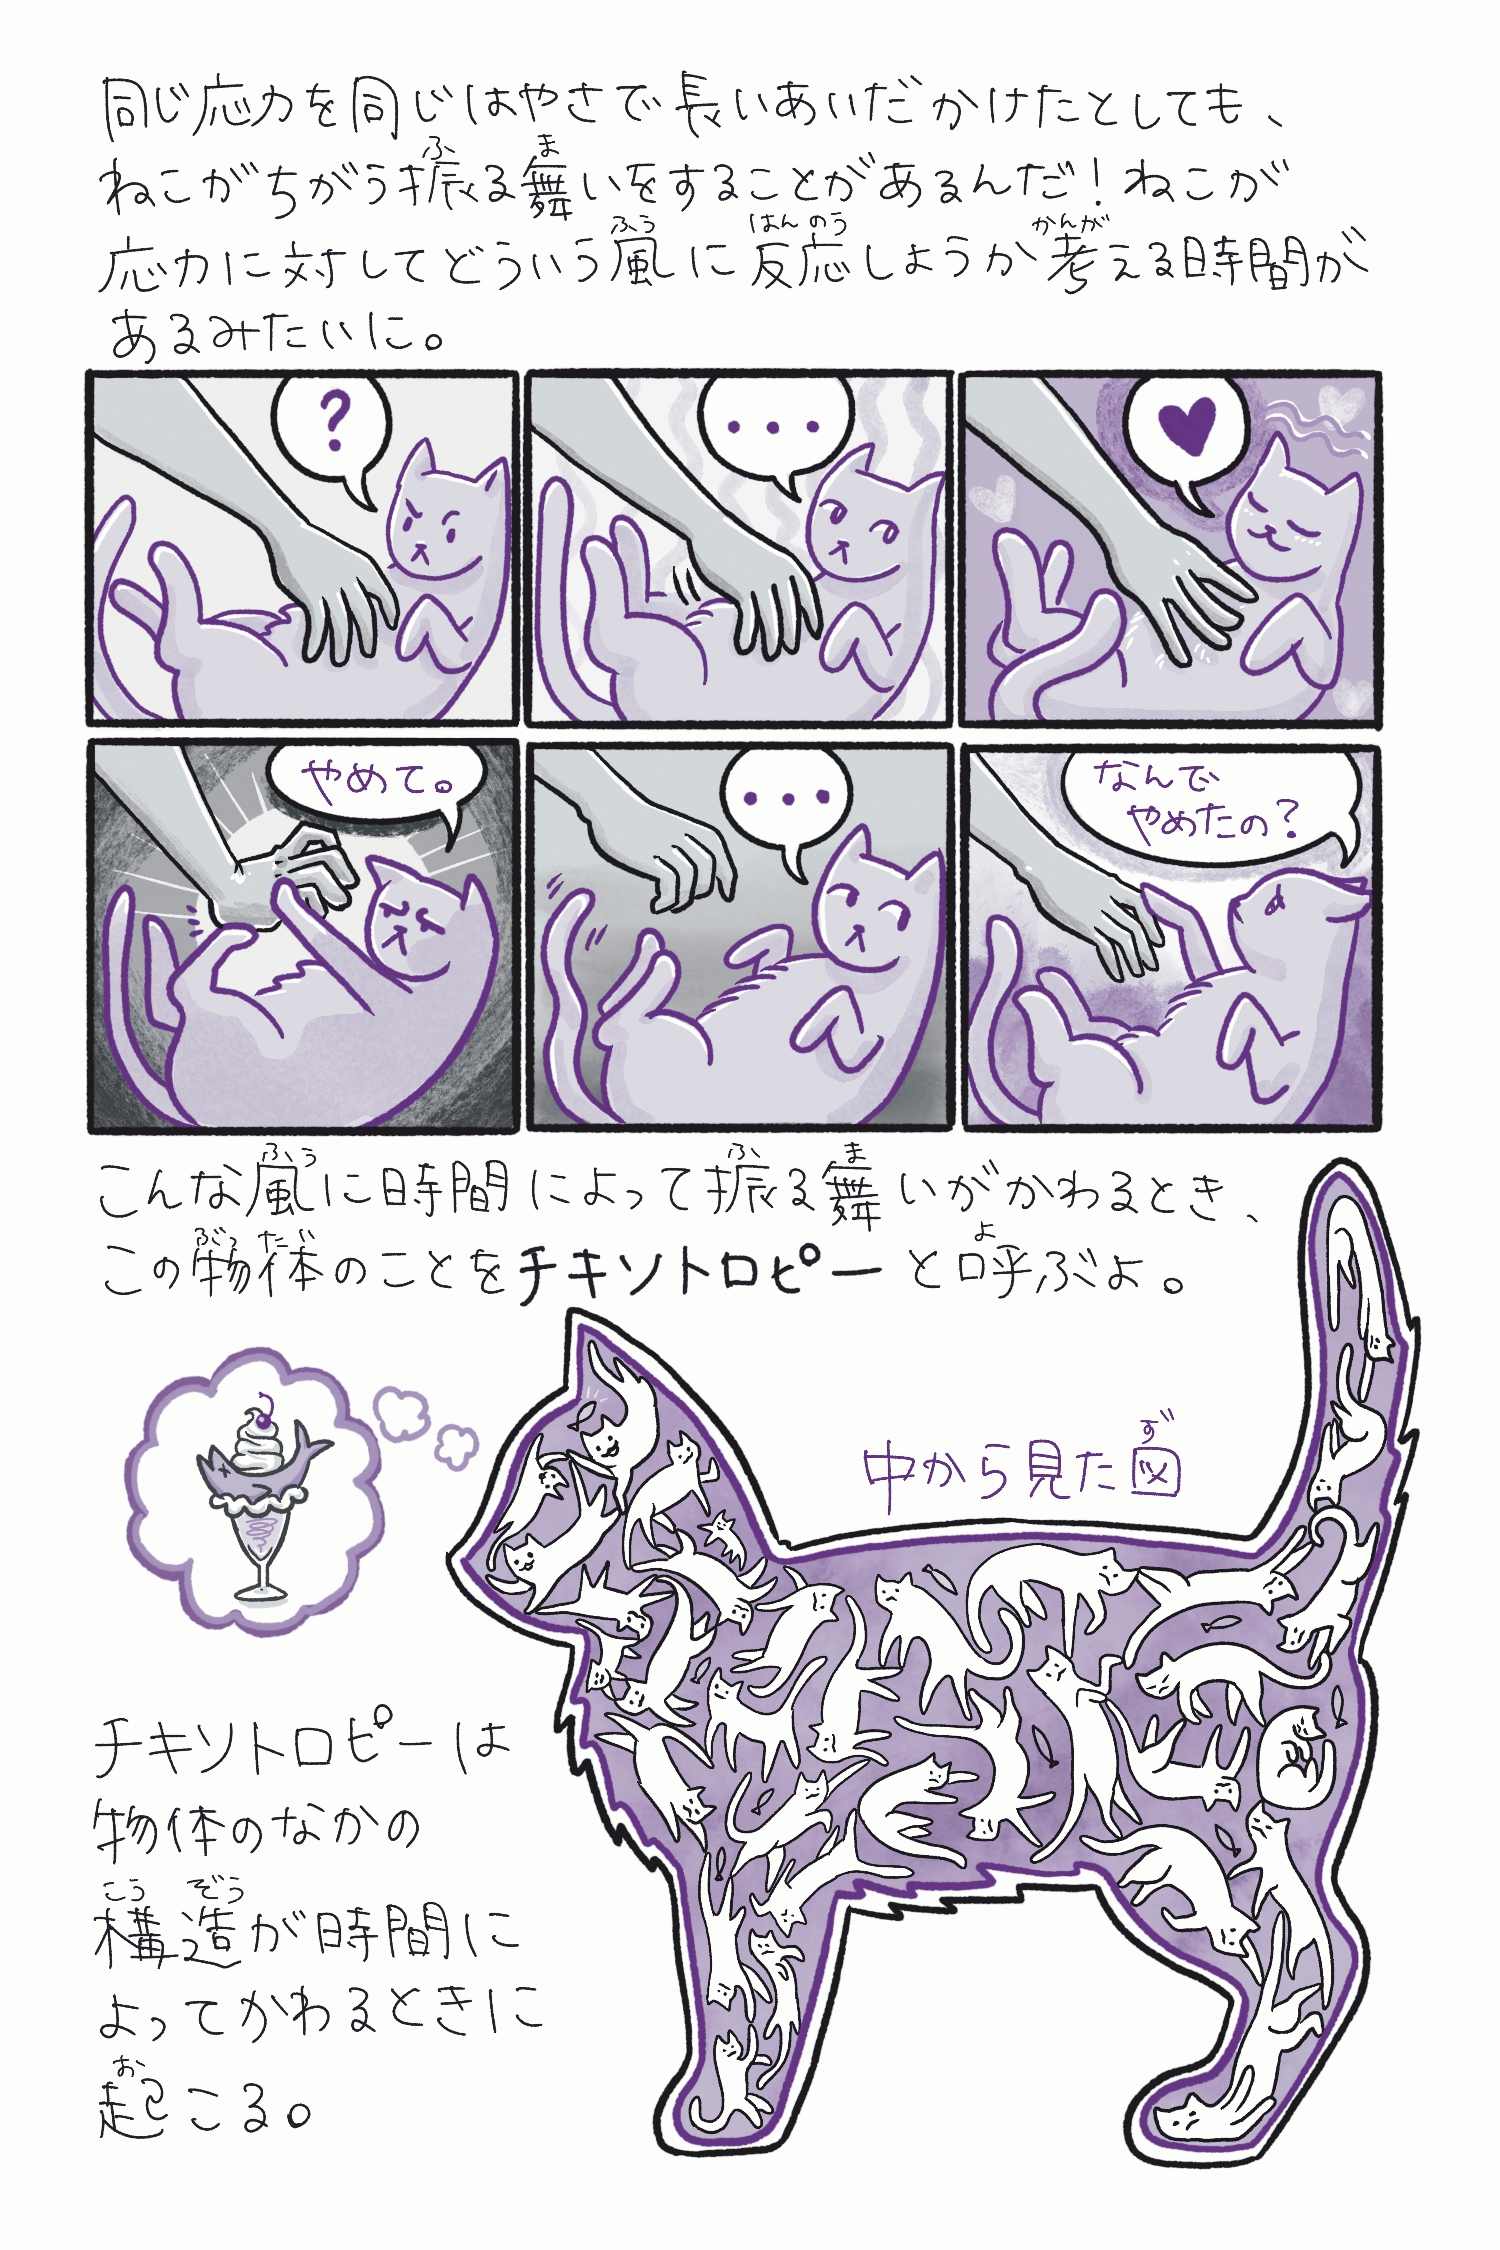 同じ応力を同じはやさで長いあいだかけたとしても、
ねこがちがう振る舞いをすることがあるんだ！ねこが
応力に対してどういう風に反応しようか考える時間が
あるみたいに。
?
...
やめて。
...
なんで
やめたの？
こんな風に時間によって振る舞いがかわるとき、
この物体のことをチキソトロピーと呼ぶよ。
中から見た図
チキソトロピーは
物体のなかの
構造が時間に
よってかわるときに
起こる。